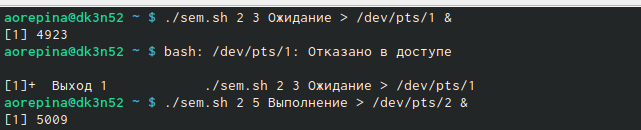 aorepina@dk3n52 ~ $ ./sem.sh 2 3 Ожидание > /dev/pts/1 &
[1] 4923
aorepina@dk3n52 ~ $ bash: /dev/pts/1: Отказано в доступе
[1]+  Выход 1            ./sem.sh 2 3 Ожидание > /dev/pts/1
aorepina@dk3n52 ~ $ ./sem.sh 2 5 Выполнение > /dev/pts/2 &
[1] 5009